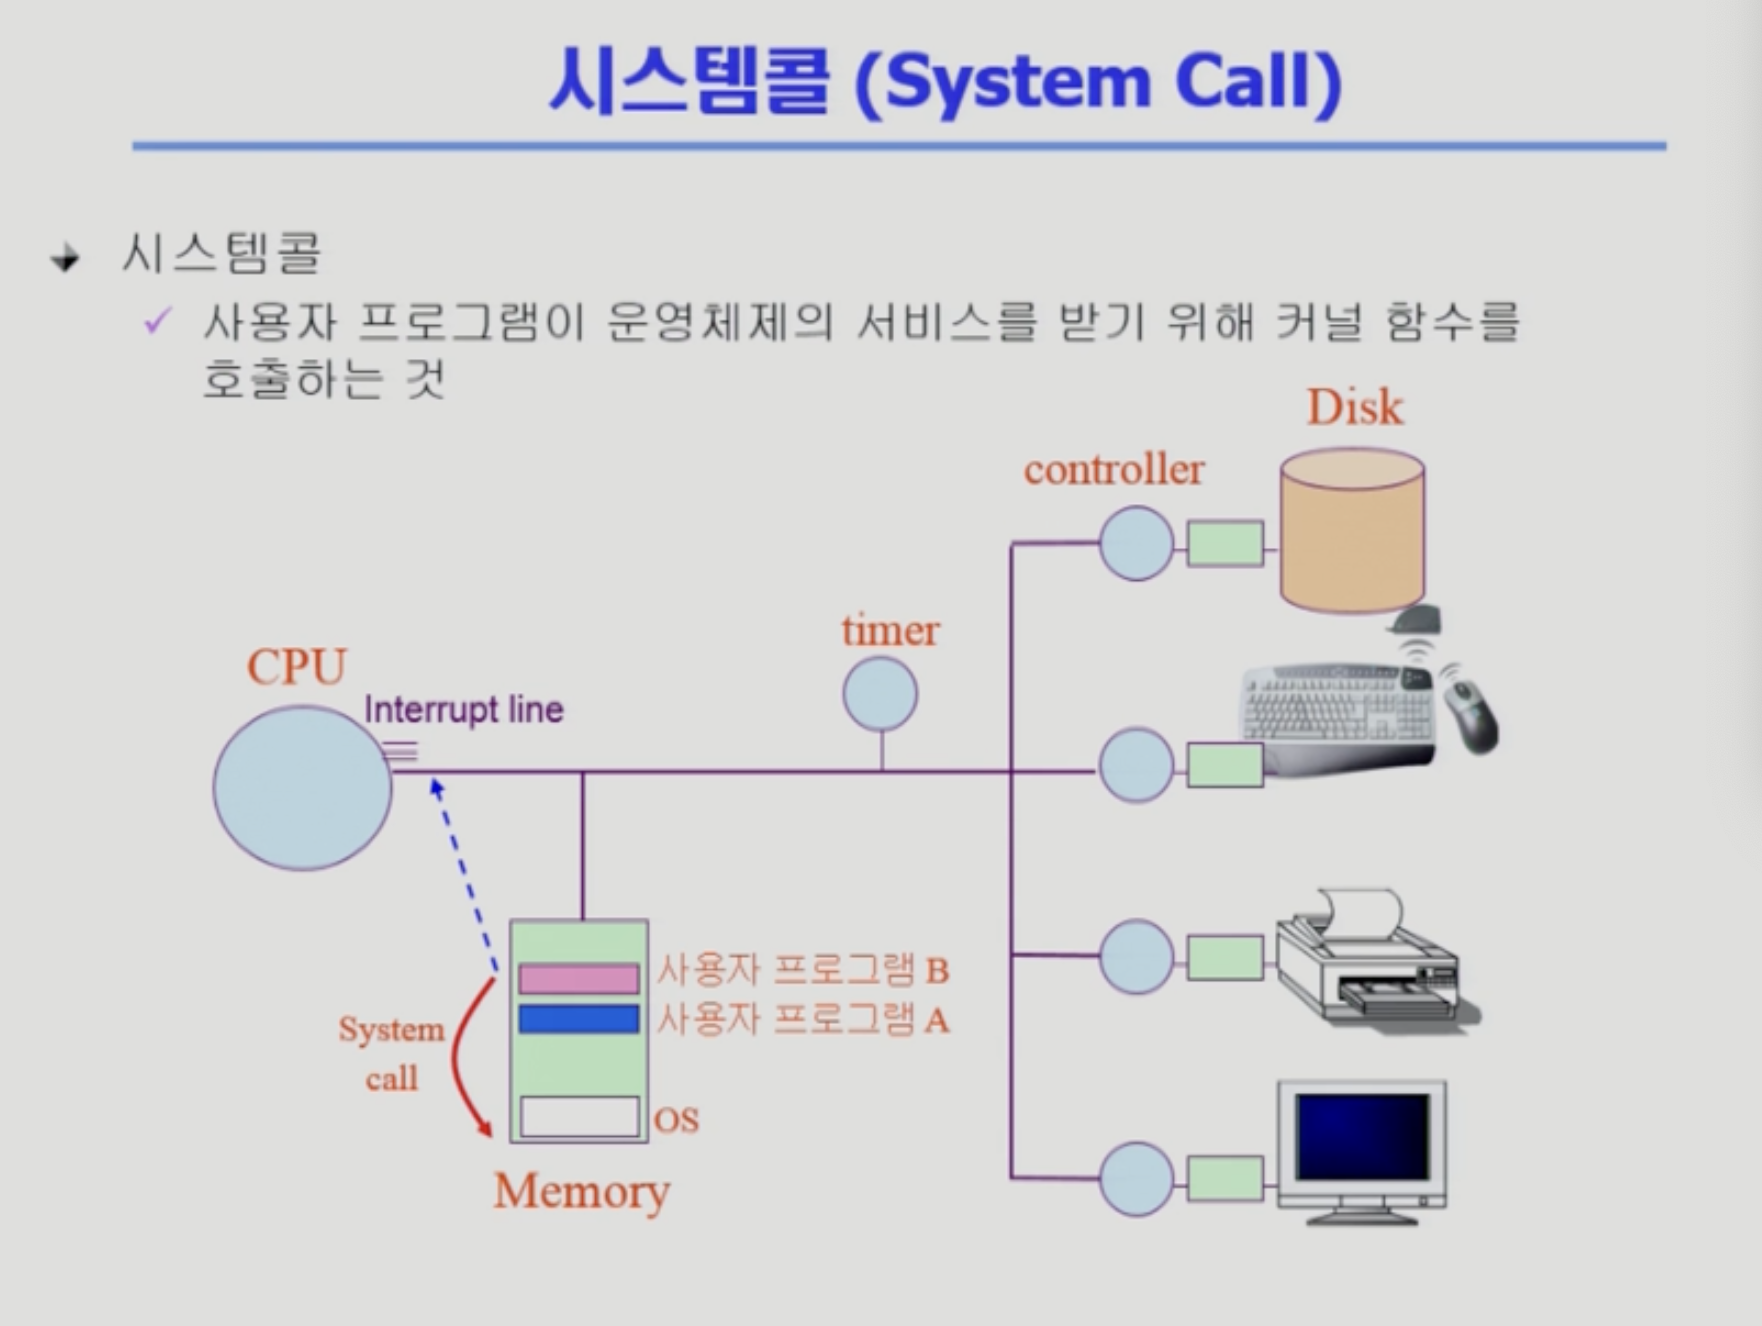 시스템콜 (System Call)
시스템콜
사용자 프로그램이 운영체제의 서비스를 받기 위해 커널 함수를
호출하는 것
Disk
controller
timer
CPU
Interrupt line
사용자 프로그램 B
사용자 프로그램 A
System
call
OS
Memory